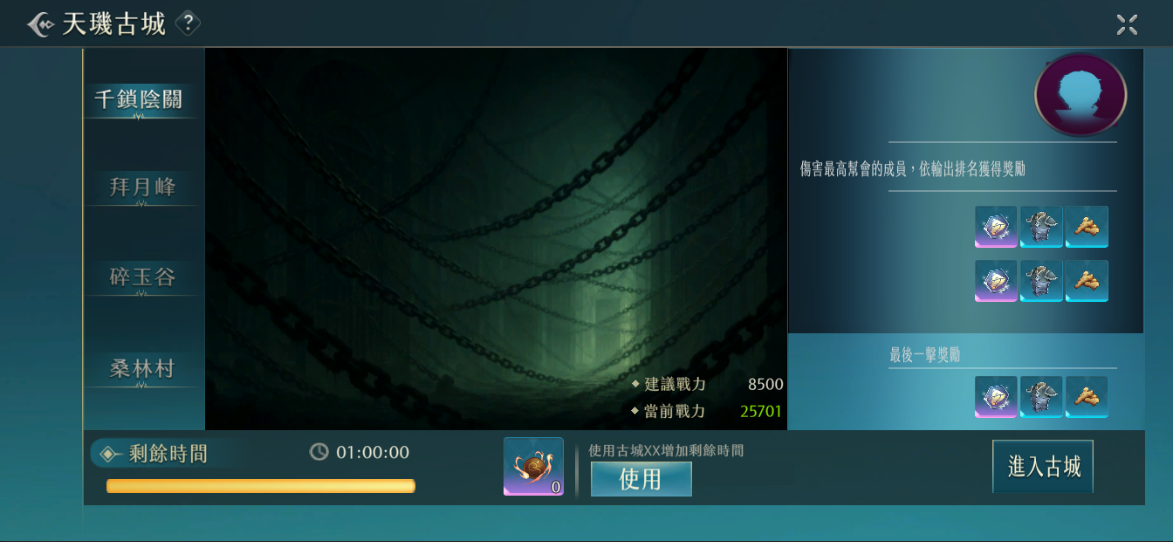 天璣古城 ?
千鎖陰關
拜月峰
碎玉谷
桑林村
建議戰力 8500
當前戰力 25701
傷害最高幫會的成員，依輸出排名獲得獎勵
最後一擊獎勵
剩餘時間 01:00:00
0
使用古城XX增加剩餘時間
使用
進入古城